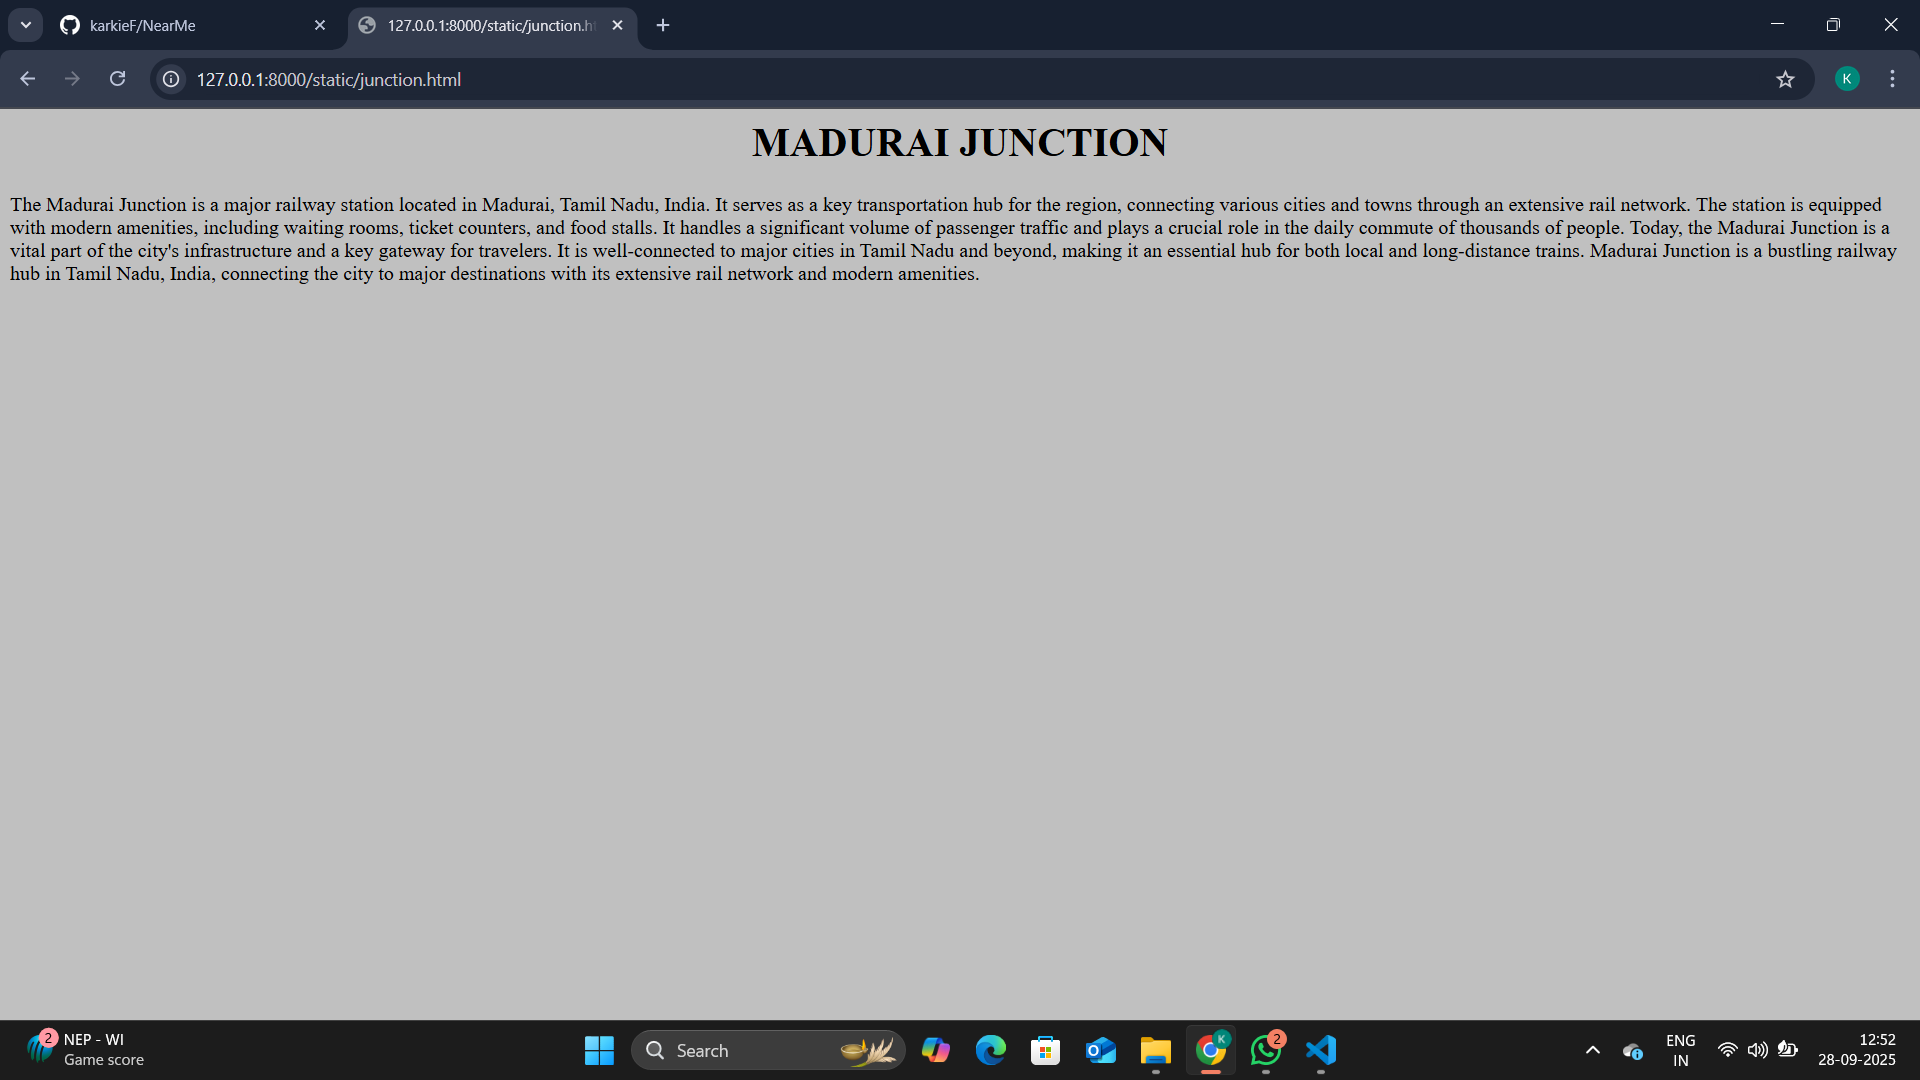 karkieF/NearMe
127.0.0.1:8000/static/junction.h
127.0.0.1:8000/static/junction.html
K
MADURAI JUNCTION
The Madurai Junction is a major railway station located in Madurai, Tamil Nadu, India. It serves as a key transportation hub for the region, connecting various cities and towns through an extensive rail network. The station is equipped
with modern amenities, including waiting rooms, ticket counters, and food stalls. It handles a significant volume of passenger traffic and plays a crucial role in the daily commute of thousands of people. Today, the Madurai Junction is a
vital part of the city's infrastructure and a key gateway for travelers. It is well-connected to major cities in Tamil Nadu and beyond, making it an essential hub for both local and long-distance trains. Madurai Junction is a bustling railway
hub in Tamil Nadu, India, connecting the city to major destinations with its extensive rail network and modern amenities.
2
NEP - WI
Game score
Search
K
2
ENG
IN
12:52
28-09-2025